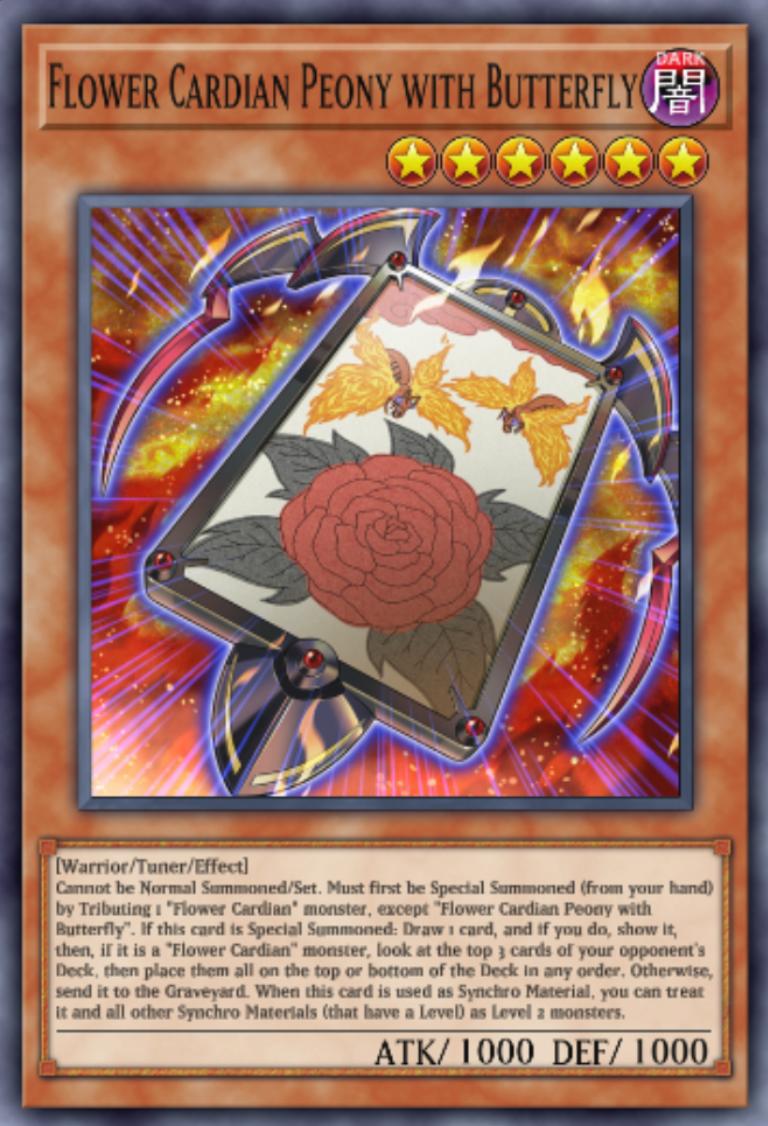 FLOWER CARDIAN PEONY WITH BUTTERFLY
DARK
闇
[Warrior/Tuner/Effect]
Cannot be Normal Summoned/Set. Must first be Special Summoned (from your hand)
by Tributing 1 "Flower Cardian" monster, except "Flower Cardian Peony with
Butterfly". If this card is Special Summoned: Draw 1 card, and if you do, show it,
then, if it is a "Flower Cardian" monster, look at the top 3 cards of your opponent's
Deck, then place them all on the top or bottom of the Deck in any order. Otherwise,
send it to the Graveyard. When this card is used as Synchro Material, you can treat
it and all other Synchro Materials (that have a Level) as Level 2 monsters.
ATK/ 1000 DEF/ 1000